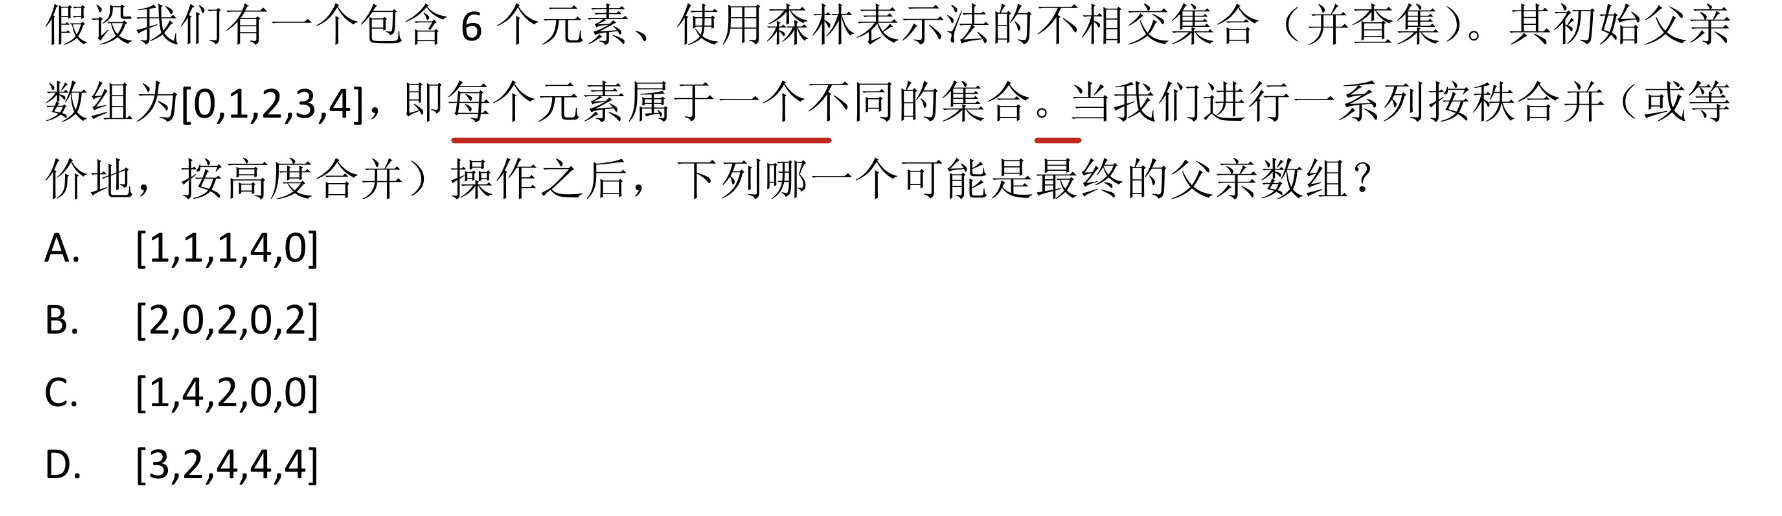 假设我们有一个包含 6 个元素、使用森林表示法的不相交集合（并查集）。其初始父亲
数组为[0,1,2,3,4]，即每个元素属于一个不同的集合。当我们进行一系列按秩合并（或等
价地，按高度合并）操作之后，下列哪一个可能是最终的父亲数组？
A. [1,1,1,4,0]
B. [2,0,2,0,2]
C. [1,4,2,0,0]
D. [3,2,4,4,4]